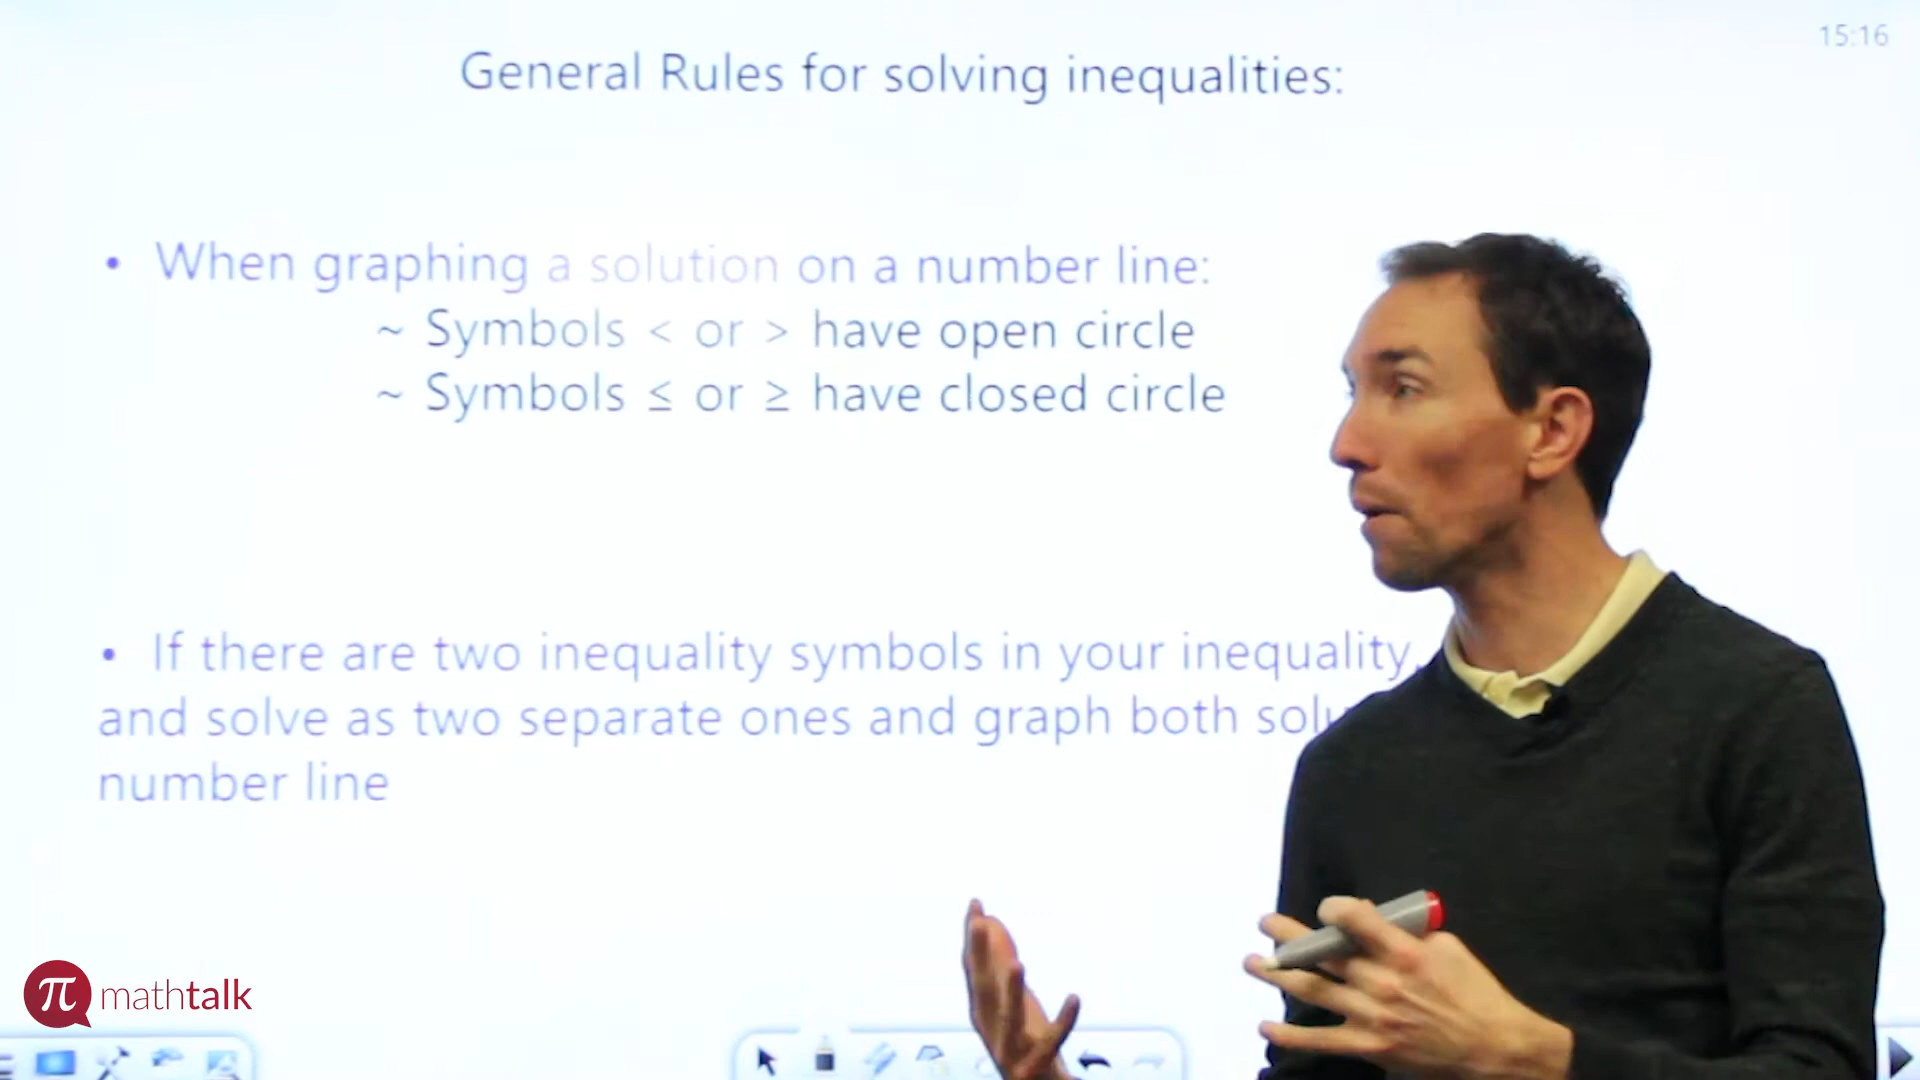 15:16
General Rules for solving inequalities:
• When graphing a solution on a number line:
~ Symbols < or > have open circle
~ Symbols ≤ or ≥ have closed circle
• If there are two inequality symbols in your inequality,
and solve as two separate ones and graph both
number line
π mathtalk